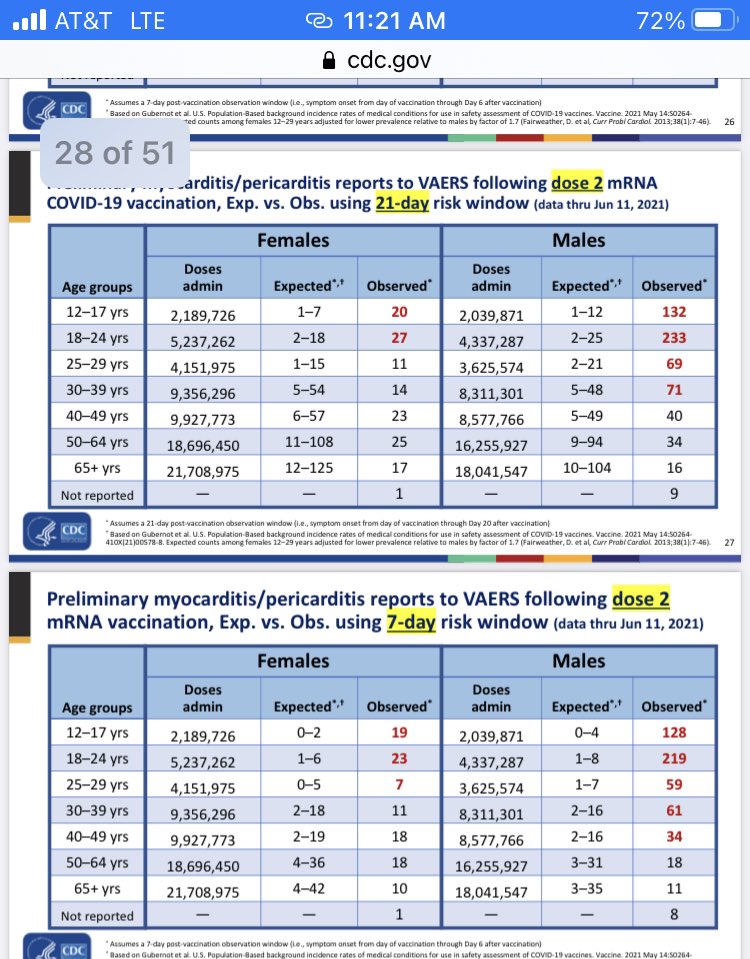 AT&T LTE 11:21 AM 72%
cdc.gov
CDC
* Assumes a 7-day post-vaccination observation window (i.e., symptom onset from day of vaccination through Day 6 after vaccination)
† Based on Gubernot et al. U.S. Population-Based background incidence rates of medical conditions for use in safety assessment of COVID-19 vaccines. Vaccine. 2021 May 14:S0264-
counts among females 12–29 years adjusted for lower prevalence relative to males by factor of 1.7 (Fairweather, D. et al, Curr Probl Cardiol. 2013;38(1):7-46). 26
28 of 51
reports to VAERS following dose 2 mRNA
COVID-19 vaccination, Exp. vs. Obs. using 21-day risk window (data thru Jun 11, 2021)
Females Males
Age groups Doses admin Expected*,† Observed* Doses admin Expected*,† Observed*
12–17 yrs 2,189,726 1–7 20 2,039,871 1–12 132
18–24 yrs 5,237,262 2–18 27 4,337,287 2–25 233
25–29 yrs 4,151,975 1–15 11 3,625,574 2–21 69
30–39 yrs 9,356,296 5–54 14 8,311,301 5–48 71
40–49 yrs 9,927,773 6–57 23 8,577,766 5–49 40
50–64 yrs 18,696,450 11–108 25 16,255,927 9–94 34
65+ yrs 21,708,975 12–125 17 18,041,547 10–104 16
Not reported — — 1 — — 9
CDC
* Assumes a 21-day post-vaccination observation window (i.e., symptom onset from day of vaccination through Day 20 after vaccination)
† Based on Gubernot et al. U.S. Population-Based background incidence rates of medical conditions for use in safety assessment of COVID-19 vaccines. Vaccine. 2021 May 14:S0264-
410X(21)00578-8. Expected counts among females 12–29 years adjusted for lower prevalence relative to males by factor of 1.7 (Fairweather, D. et al, Curr Probl Cardiol. 2013;38(1):7-46). 27
Preliminary myocarditis/pericarditis reports to VAERS following dose 2
mRNA vaccination, Exp. vs. Obs. using 7-day risk window (data thru Jun 11, 2021)
Females Males
Age groups Doses admin Expected*,† Observed* Doses admin Expected*,† Observed*
12–17 yrs 2,189,726 0–2 19 2,039,871 0–4 128
18–24 yrs 5,237,262 1–6 23 4,337,287 1–8 219
25–29 yrs 4,151,975 0–5 7 3,625,574 1–7 59
30–39 yrs 9,356,296 2–18 11 8,311,301 2–16 61
40–49 yrs 9,927,773 2–19 18 8,577,766 2–16 34
50–64 yrs 18,696,450 4–36 18 16,255,927 3–31 18
65+ yrs 21,708,975 4–42 10 18,041,547 3–35 11
Not reported — — 1 — — 8
CDC
* Assumes a 7-day post-vaccination observation window (i.e., symptom onset from day of vaccination through Day 6 after vaccination)
† Based on Gubernot et al. U.S. Population-Based background incidence rates of medical conditions for use in safety assessment of COVID-19 vaccines. Vaccine. 2021 May 14:S0264-